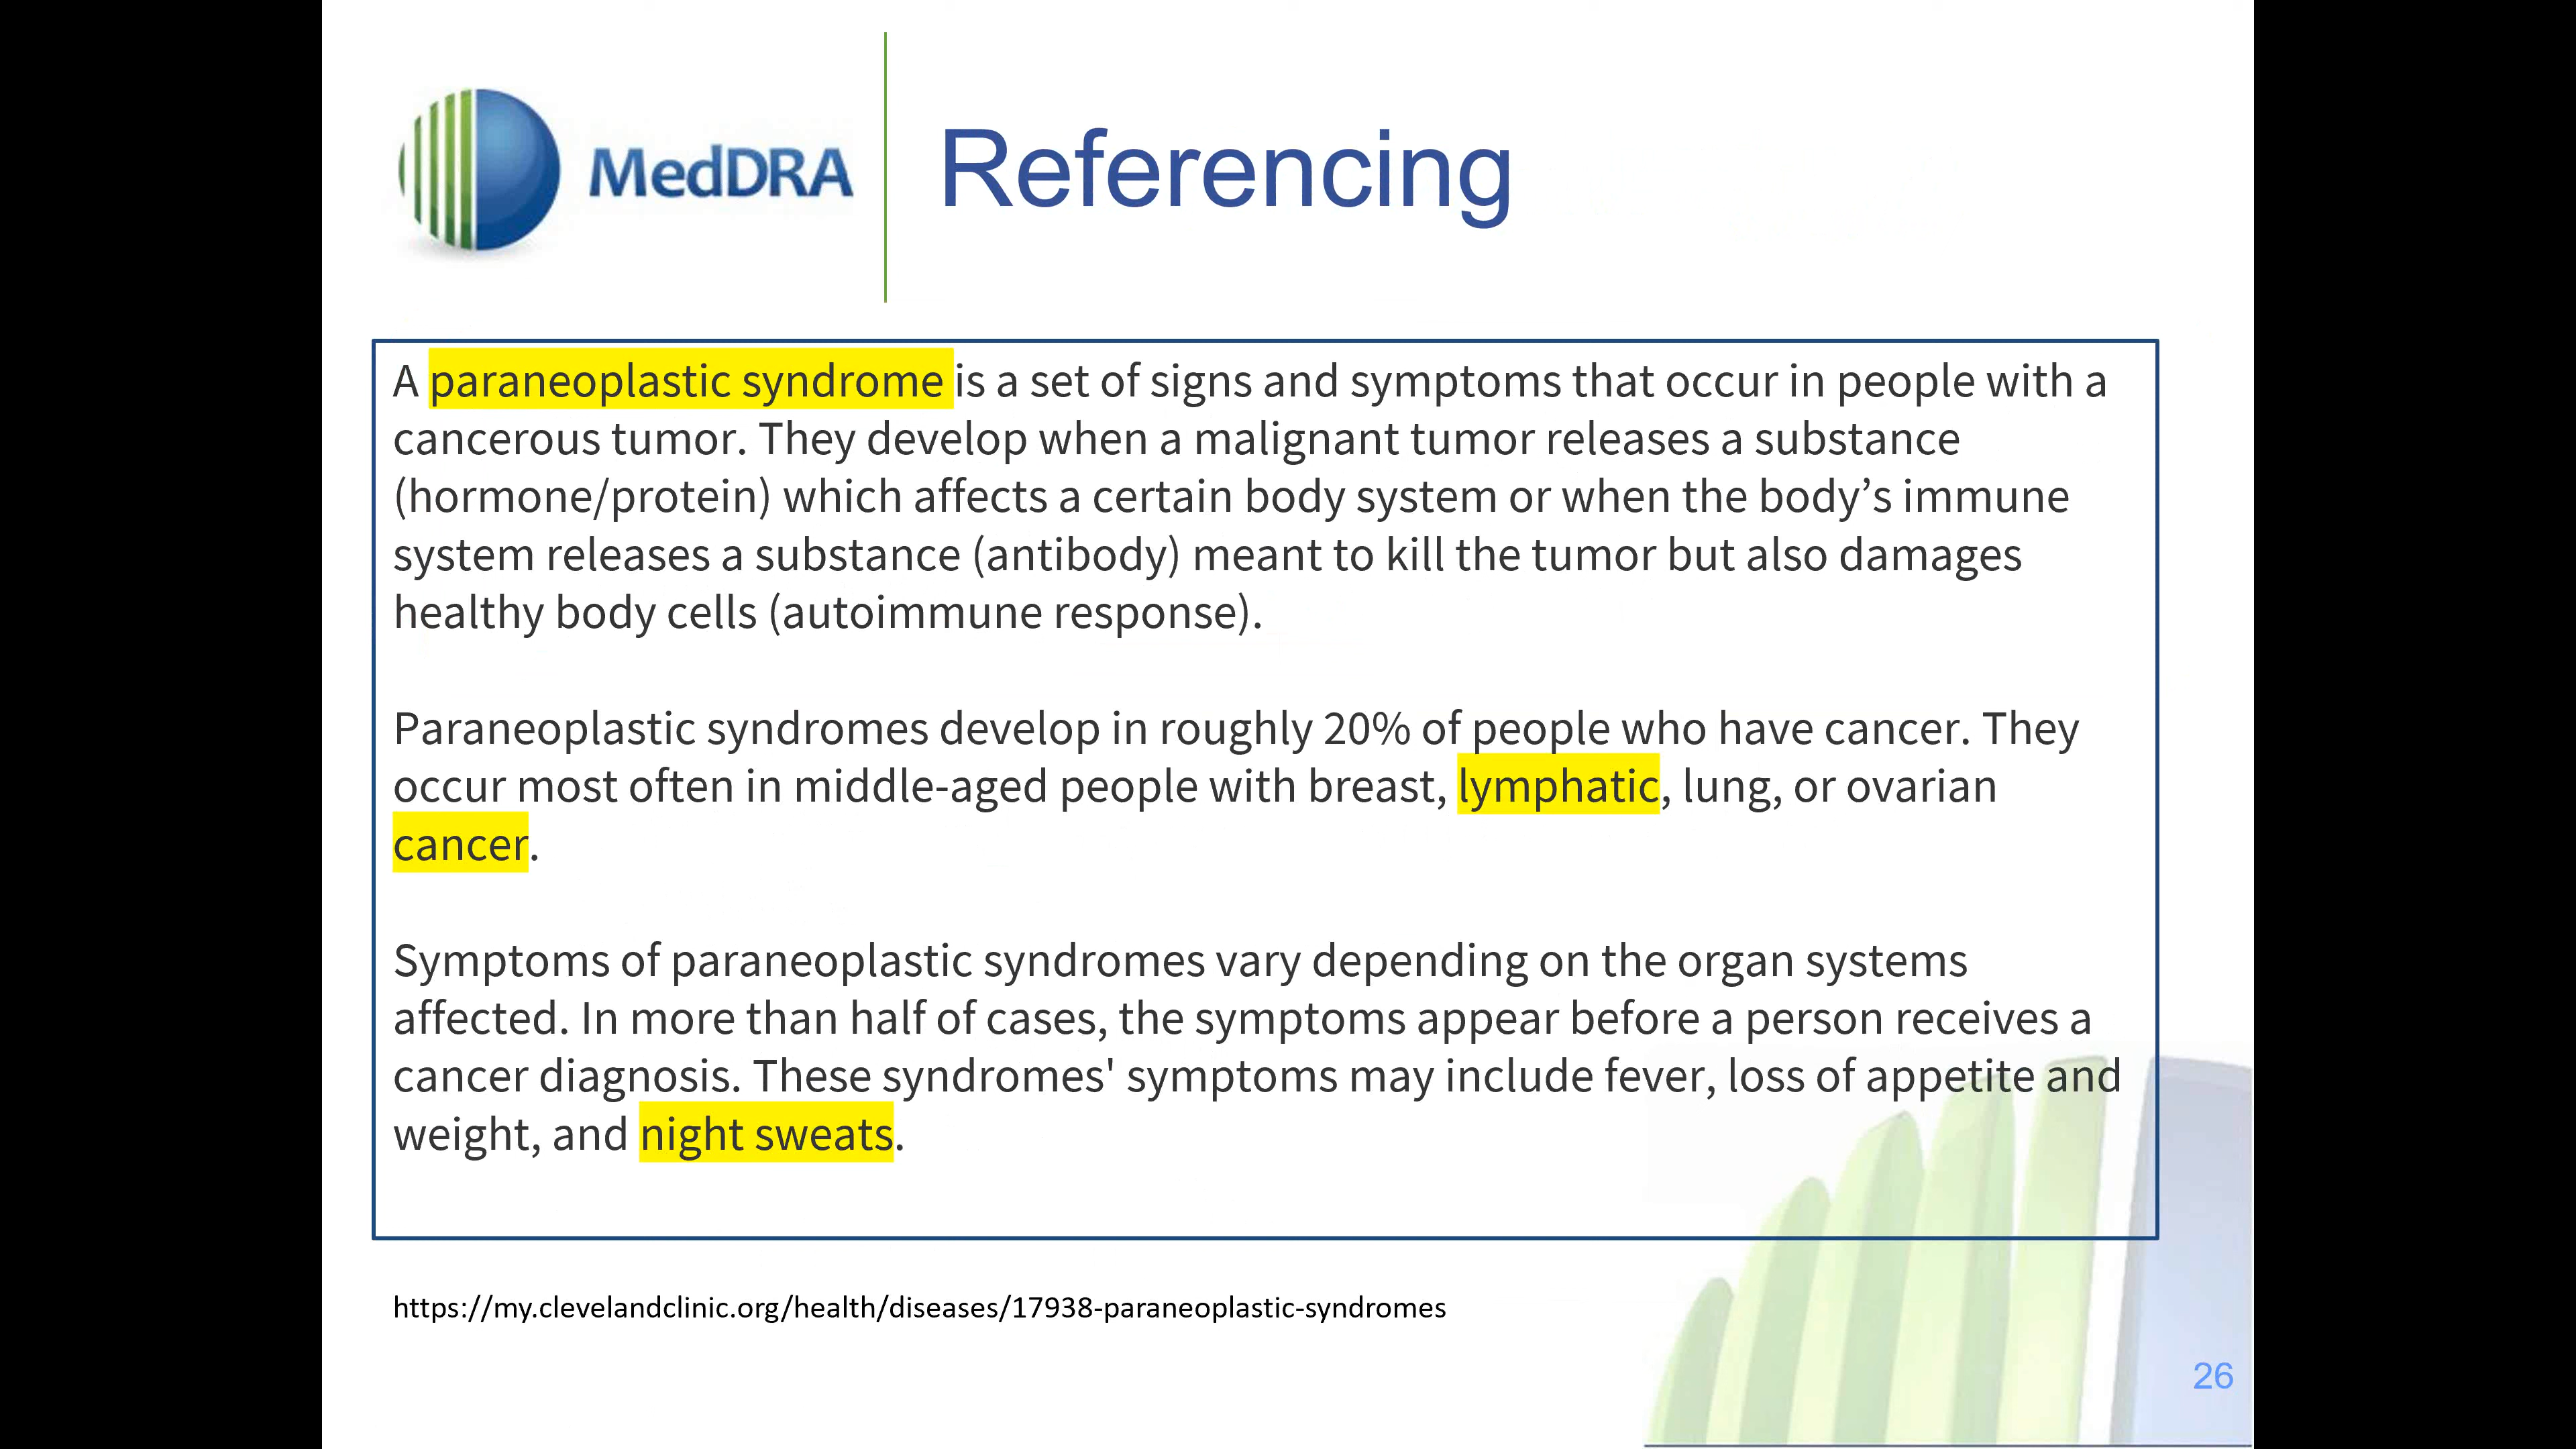 MedDRA
Referencing
A paraneoplastic syndrome is a set of signs and symptoms that occur in people with a
cancerous tumor. They develop when a malignant tumor releases a substance
(hormone/protein) which affects a certain body system or when the body’s immune
system releases a substance (antibody) meant to kill the tumor but also damages
healthy body cells (autoimmune response).
Paraneoplastic syndromes develop in roughly 20% of people who have cancer. They
occur most often in middle-aged people with breast, lymphatic, lung, or ovarian
cancer.
Symptoms of paraneoplastic syndromes vary depending on the organ systems
affected. In more than half of cases, the symptoms appear before a person receives a
cancer diagnosis. These syndromes' symptoms may include fever, loss of appetite and
weight, and night sweats.
https://my.clevelandclinic.org/health/diseases/17938-paraneoplastic-syndromes
26